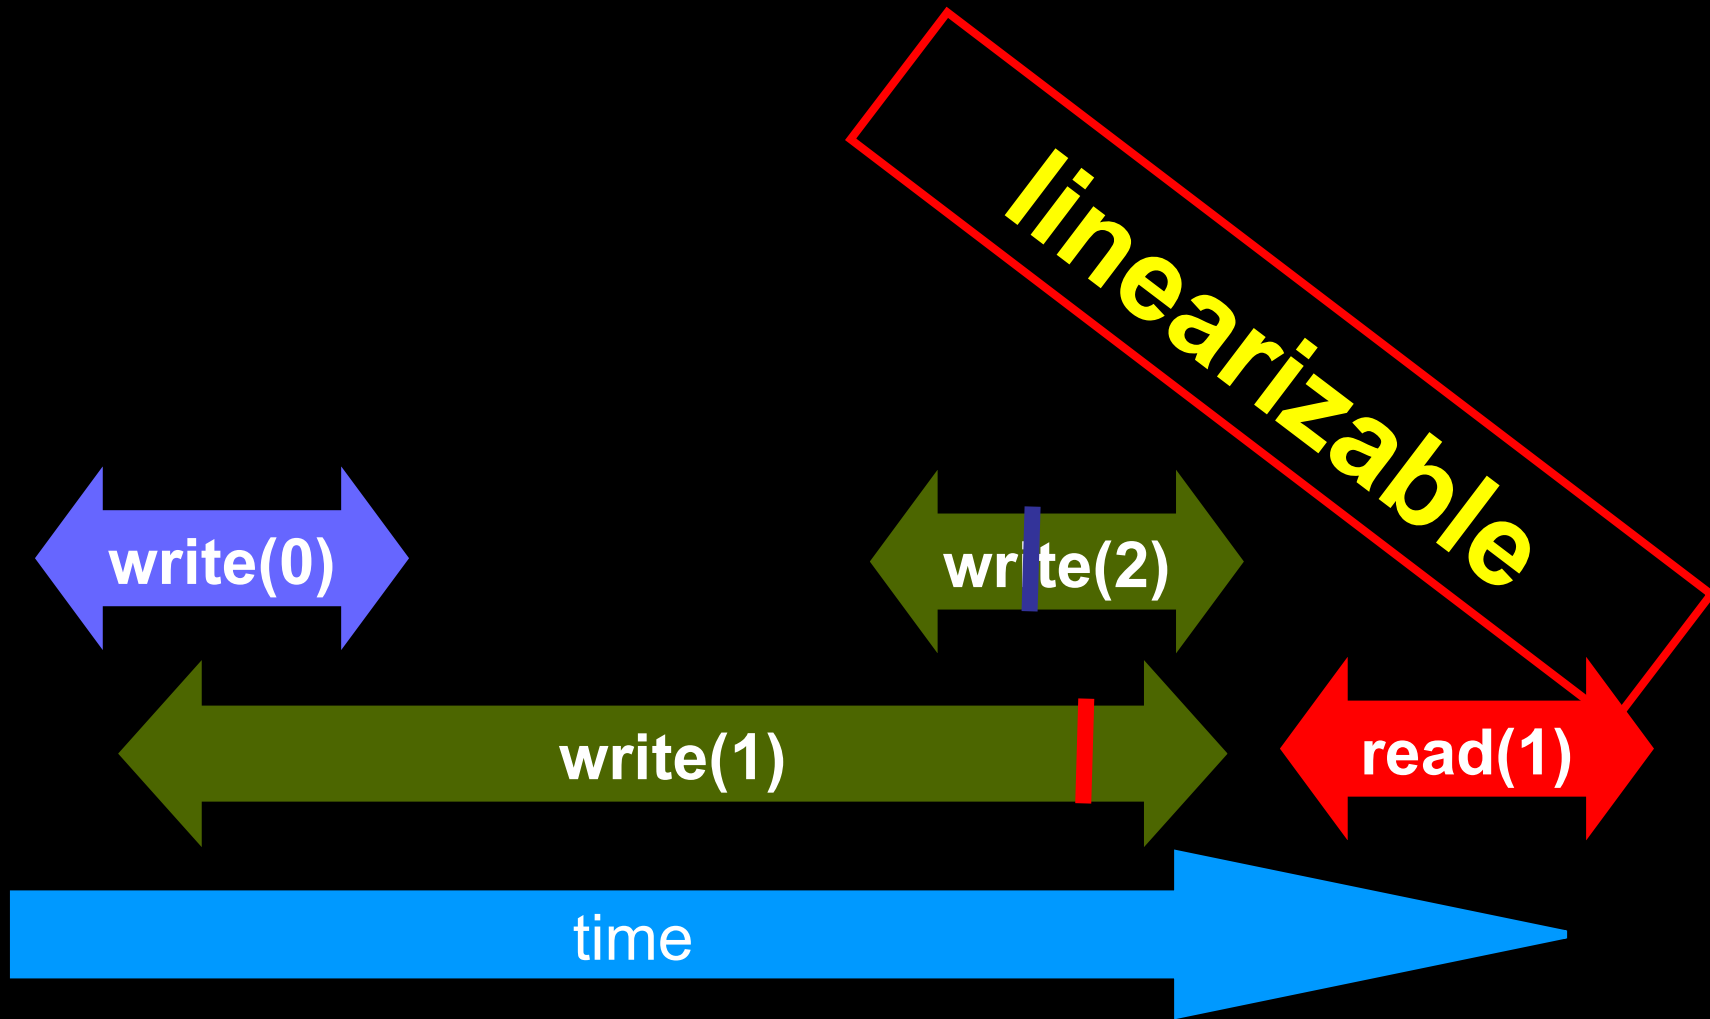 linearizable
write(0)
write(2)
write(1)
read(1)
time